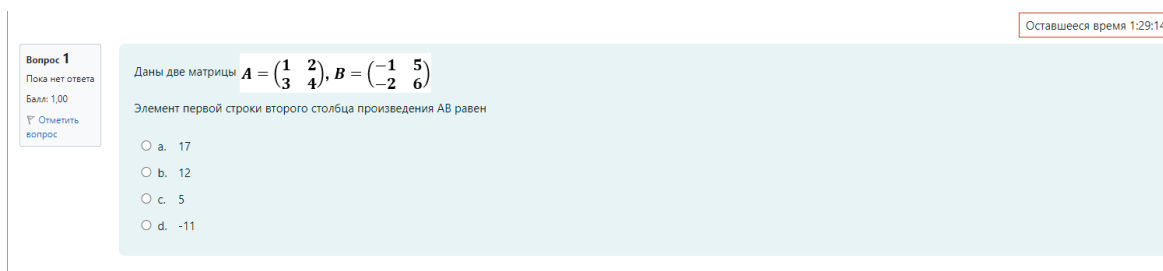 Оставшееся время 1:29:14
Вопрос 1
Пока нет ответа
Балл: 1,00
Отметить
вопрос
Даны две матрицы A = (1 2
3 4), B = (−1 5
−2 6)
Элемент первой строки второго столбца произведения АВ равен
a. 17
b. 12
c. 5
d. -11